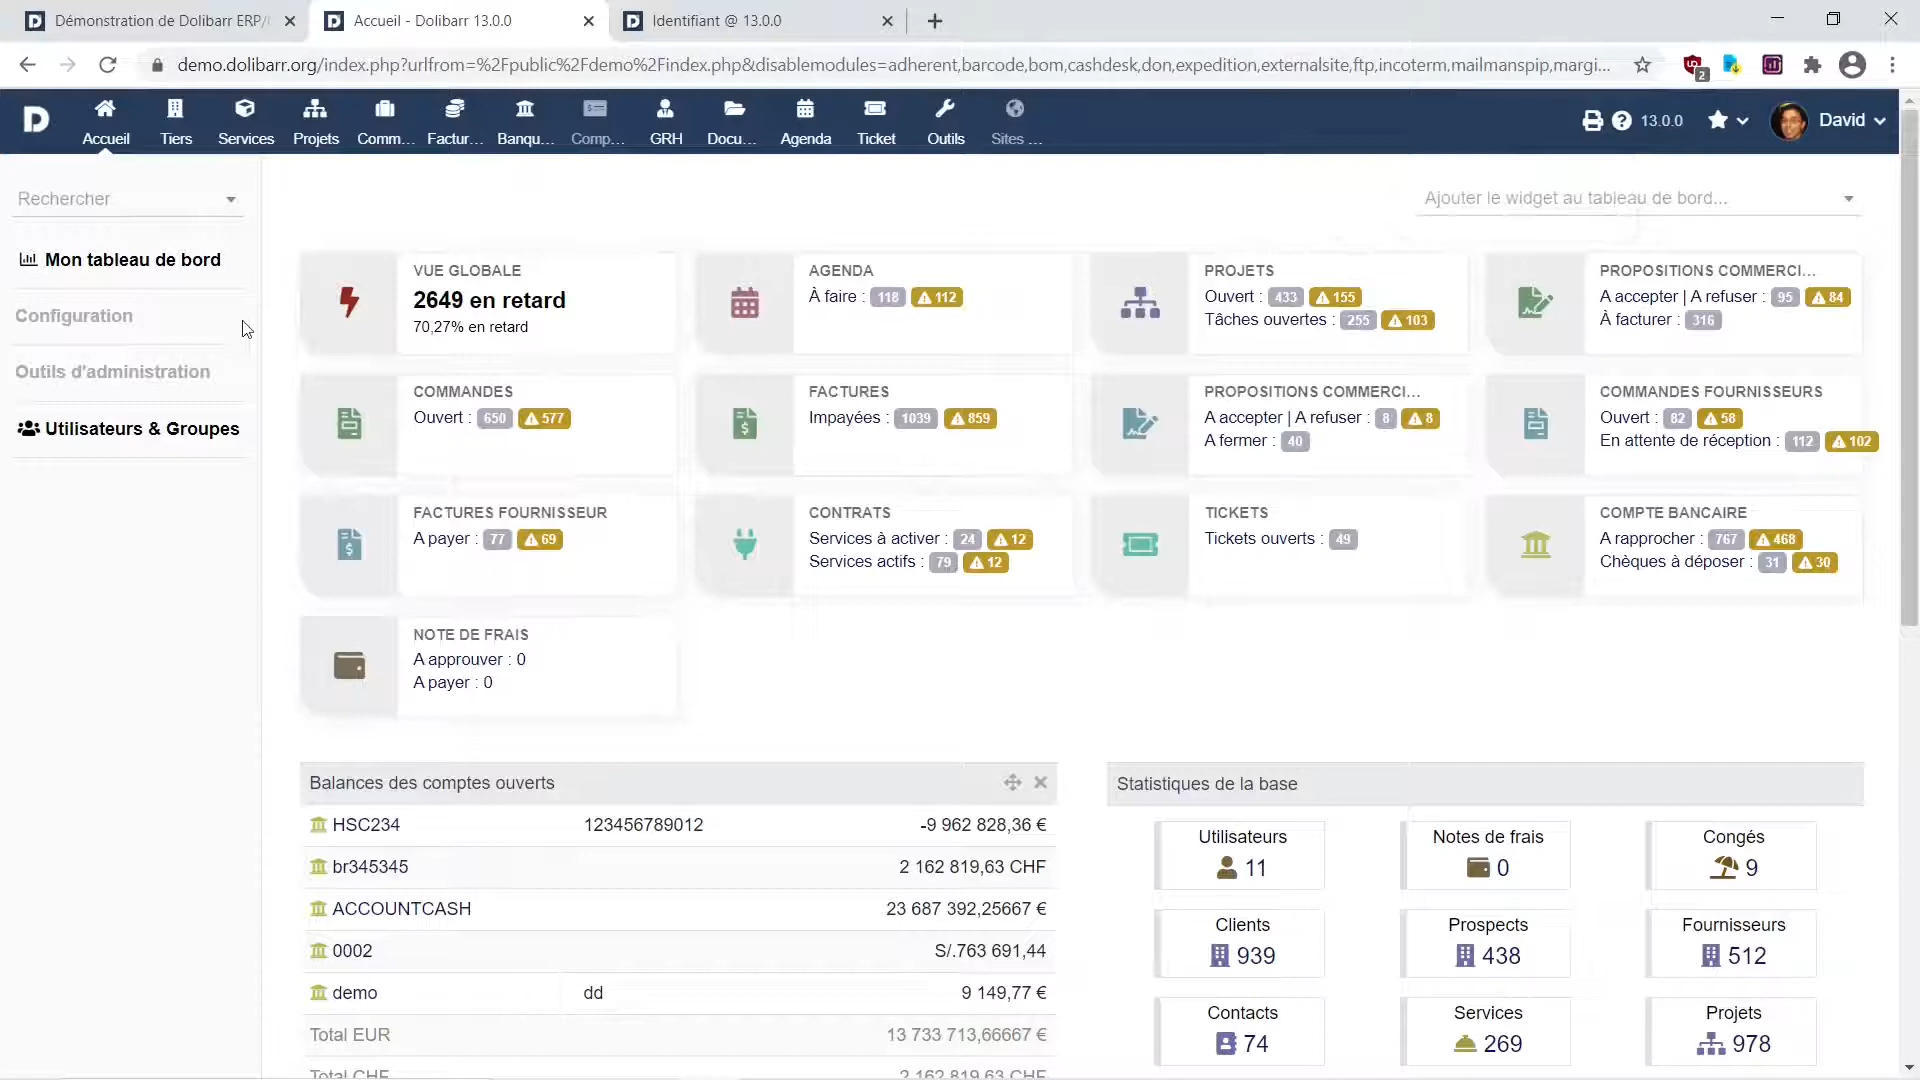 Démonstration de Dolibarr ERP/
Accueil - Dolibarr 13.0.0
Identifiant @ 13.0.0
demo.dolibarr.org/index.php?urlfrom=%2Fpublic%2Fdemo%2Findex.php&disablemodules=adherent,barcode,bom,cashdesk,don,expedition,externalsite,ftp,incoterm,mailmanspip,margi...
2
Accueil
Tiers
Services
Projets
Comm...
Factur...
Banqu...
Comp...
GRH
Docu...
Agenda
Ticket
Outils
Sites ...
13.0.0
David
Rechercher
Ajouter le widget au tableau de bord...
Mon tableau de bord
Configuration
Outils d'administration
Utilisateurs & Groupes
VUE GLOBALE
2649 en retard
70,27% en retard
AGENDA
À faire : 118 112
PROJETS
Ouvert : 433 155
Tâches ouvertes : 255 103
PROPOSITIONS COMMERCI...
A accepter | A refuser : 95 84
À facturer : 316
COMMANDES
Ouvert : 650 577
FACTURES
Impayées : 1039 859
PROPOSITIONS COMMERCI...
A accepter | A refuser : 8 8
A fermer : 40
COMMANDES FOURNISSEURS
Ouvert : 82 58
En attente de réception : 112 102
FACTURES FOURNISSEUR
A payer : 77 69
CONTRATS
Services à activer : 24 12
Services actifs : 79 12
TICKETS
Tickets ouverts : 49
COMPTE BANCAIRE
A rapprocher : 767 468
Chèques à déposer : 31 30
NOTE DE FRAIS
A approuver : 0
A payer : 0
Balances des comptes ouverts
HSC234 123456789012 -9 962 828,36 €
br345345 2 162 819,63 CHF
ACCOUNTCASH 23 687 392,25667 €
0002 S/.763 691,44
demo dd 9 149,77 €
Total EUR 13 733 713,66667 €
Total CHF 2 162 819,63 CHF
Statistiques de la base
Utilisateurs
11
Notes de frais
0
Congés
9
Clients
939
Prospects
438
Fournisseurs
512
Contacts
74
Services
269
Projets
978